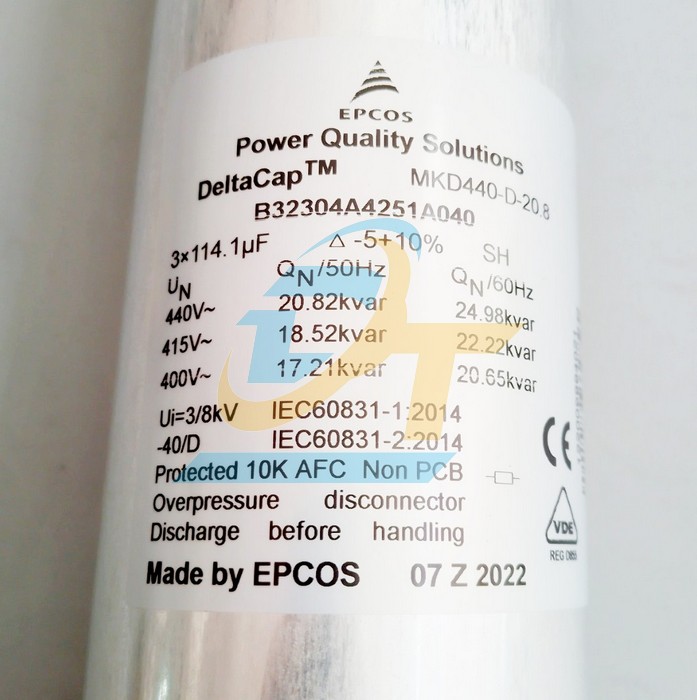 EPCOS
Power Quality Solutions
DeltaCap™ MKD440-D-20.8
B32304A4251A040
3×114.1µF △ -5+10% SH
UN QN/50Hz QN/60Hz
440V~ 20.82kvar 24.98kvar
415V~ 18.52kvar 22.22kvar
400V~ 17.21kvar 20.65kvar
Ui=3/8kV IEC60831-1:2014
-40/D IEC60831-2:2014
Protected 10K AFC Non PCB
Overpressure disconnector
Discharge before handling
Made by EPCOS 07 Z 2022
CE
VDE
REG